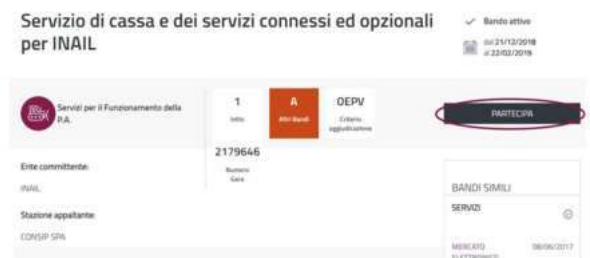 Servizio di cassa e dei servizi connessi ed opzionali
per INAIL
Bando attivo
dal 21/12/2018
al 22/02/2019
Servizi per il Funzionamento della
P.A.
1
lotto
A
Altri Bandi
OEPV
Criterio
aggiudicazione
PARTECIPA
2179646
Numero
Gara
Ente committente:
INAIL
Stazione appaltante:
CONSIP SPA
BANDI SIMILI
SERVIZI
MERCATO 08/06/2017